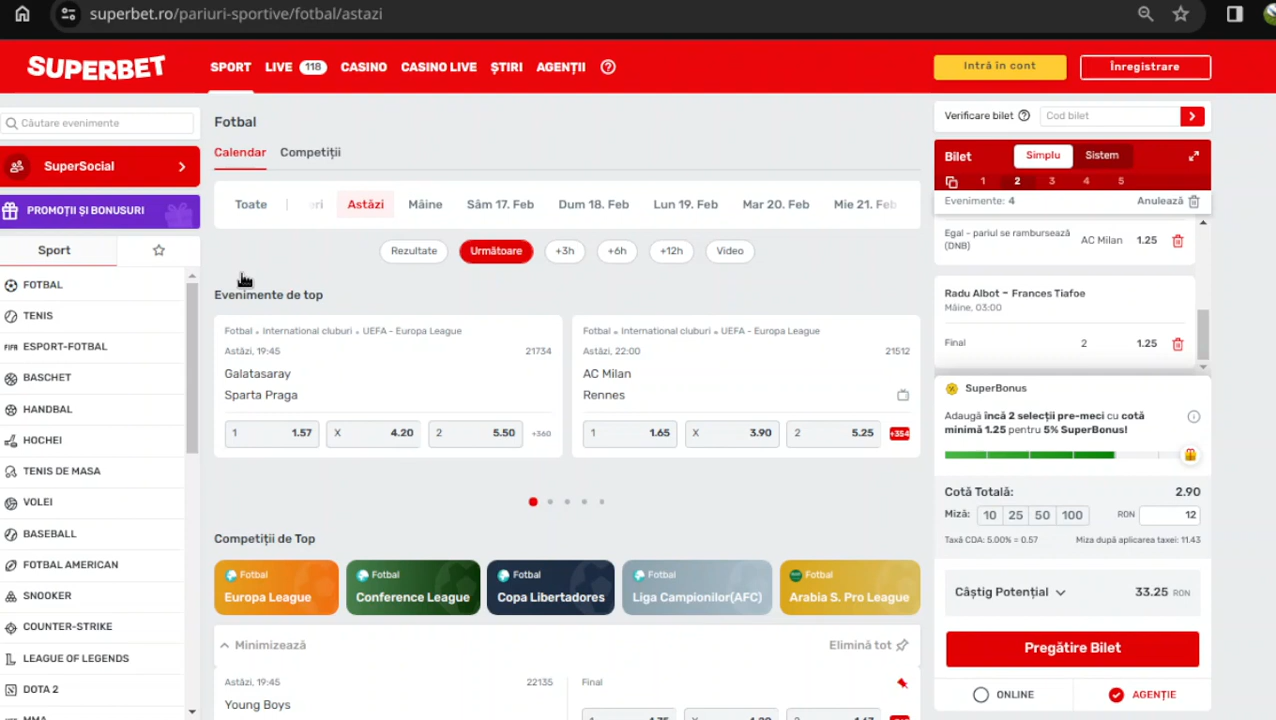 superbet.ro/pariuri-sportive/fotbal/astazi
SUPERBET
SPORT LIVE 118 CASINO CASINO LIVE ȘTIRI AGENȚII
Intră în cont
Înregistrare
Căutare evenimente
SuperSocial
PROMOȚII ȘI BONUSURI
Sport
FOTBAL
TENIS
FIFA ESPORT-FOTBAL
BASCHET
HANDBAL
HOCHEI
TENIS DE MASA
VOLEI
BASEBALL
FOTBAL AMERICAN
SNOOKER
COUNTER-STRIKE
LEAGUE OF LEGENDS
DOTA 2
MMA
Fotbal
Calendar Competiții
Toate eri Astăzi Mâine Sâm 17. Feb Dum 18. Feb Lun 19. Feb Mar 20. Feb Mie 21. Feb
Rezultate Următoare +3h +6h +12h Video
Evenimente de top
Fotbal • International cluburi • UEFA - Europa League
Astăzi, 19:45 21734
Galatasaray
Sparta Praga
1 1.57 X 4.20 2 5.50 +360
Fotbal • International cluburi • UEFA - Europa League
Astăzi, 22:00 21512
AC Milan
Rennes
1 1.65 X 3.90 2 5.25 +354
Competiții de Top
Fotbal
Europa League
Fotbal
Conference League
Fotbal
Copa Libertadores
Fotbal
Liga Campionilor(AFC)
Fotbal
Arabia S. Pro League
Minimizează Elimină tot
Astăzi, 19:45 22135 Final
Young Boys
Verificare bilet Cod bilet
Bilet Simplu Sistem
1 2 3 4 5
Evenimente: 4 Anulează
Egal - pariul se rambursează
(DNB) AC Milan 1.25
Radu Albot - Frances Tiafoe
Mâine, 03:00
Final 2 1.25
SuperBonus
Adaugă încă 2 selecții pre-meci cu cotă
minimă 1.25 pentru 5% SuperBonus!
Cotă Totală: 2.90
Miză: 10 25 50 100 RON 12
Taxă CDA: 5.00% = 0.57 Miza după aplicarea taxei: 11.43
Câștig Potențial 33.25 RON
Pregătire Bilet
ONLINE AGENȚIE